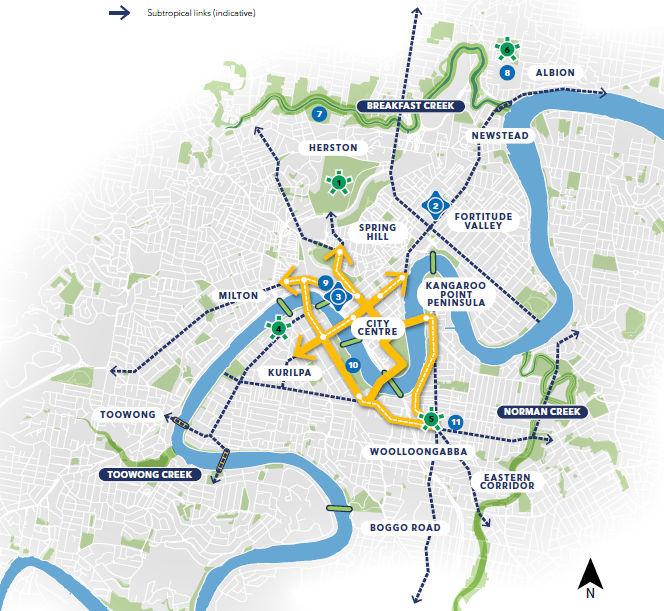 Subtropical links (indicative)
6
8
ALBION
BREAKFAST CREEK
7
NEWSTEAD
HERSTON
1
2
FORTITUDE
VALLEY
SPRING
HILL
9
3
KANGAROO
POINT
PENINSULA
MILTON
4
CITY
CENTRE
10
KURILPA
TOOWONG
NORMAN CREEK
5
11
WOOLLOONGABBA
TOOWONG CREEK
EASTERN
CORRIDOR
BOGGO ROAD
N